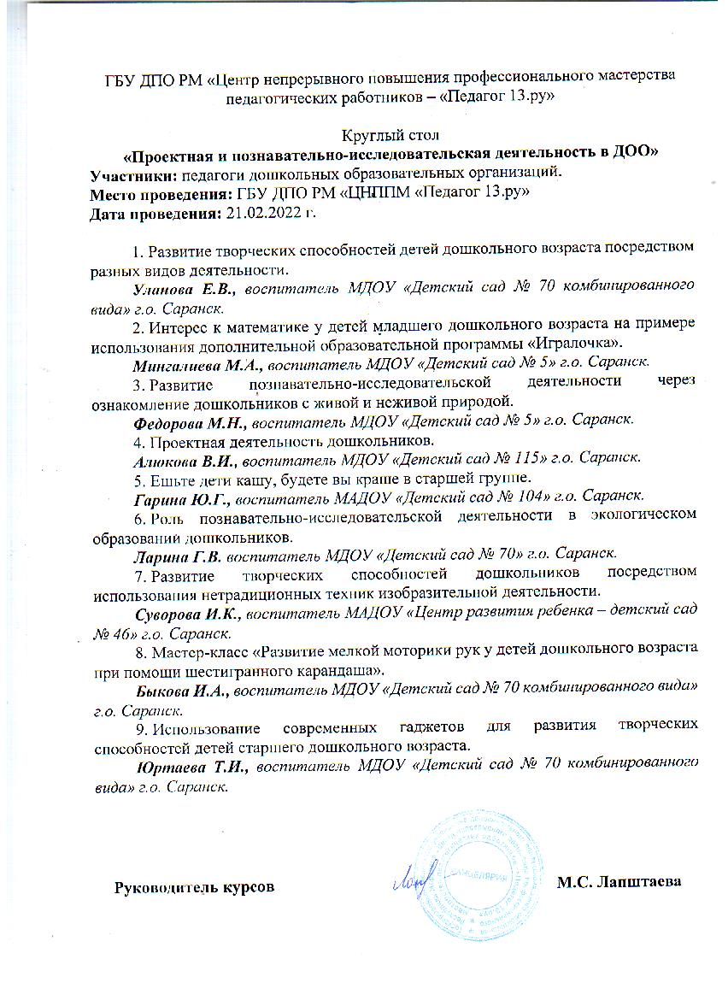 ГБУ ДПО РМ «Центр непрерывного повышения профессионального мастерства
педагогических работников – «Педагог 13.ру»
Круглый стол
«Проектная и познавательно-исследовательская деятельность в ДОО»
Участники: педагоги дошкольных образовательных организаций.
Место проведения: ГБУ ДПО РМ «ЦНППМ «Педагог 13.ру»
Дата проведения: 21.02.2022 г.
1. Развитие творческих способностей детей дошкольного возраста посредством
разных видов деятельности.
Уланова Е.В., воспитатель МДОУ «Детский сад № 70 комбинированного
вида» г.о. Саранск.
2. Интерес к математике у детей младшего дошкольного возраста на примере
использования дополнительной образовательной программы «Игралочка».
Мингалиева М.А., воспитатель МДОУ «Детский сад № 5» г.о. Саранск.
3. Развитие познавательно-исследовательской деятельности через
ознакомление дошкольников с живой и неживой природой.
Федорова М.Н., воспитатель МДОУ «Детский сад № 5» г.о. Саранск.
4. Проектная деятельность дошкольников.
Алюкова В.И., воспитатель МДОУ «Детский сад № 115» г.о. Саранск.
5. Ешьте дети кашу, будете вы краше в старшей группе.
Гарина Ю.Г., воспитатель МАДОУ «Детский сад № 104» г.о. Саранск.
6. Роль познавательно-исследовательской деятельности в экологическом
образовании дошкольников.
Ларина Г.В. воспитатель МДОУ «Детский сад № 70» г.о. Саранск.
7. Развитие творческих способностей дошкольников посредством
использования нетрадиционных техник изобразительной деятельности.
Суворова И.К., воспитатель МАДОУ «Центр развития ребенка – детский сад
№ 46» г.о. Саранск.
8. Мастер-класс «Развитие мелкой моторики рук у детей дошкольного возраста
при помощи шестигранного карандаша».
Быкова И.А., воспитатель МДОУ «Детский сад № 70 комбинированного вида»
г.о. Саранск.
9. Использование современных гаджетов для развития творческих
способностей детей старшего дошкольного возраста.
Юртаева Т.И., воспитатель МДОУ «Детский сад № 70 комбинированного
вида» г.о. Саранск.
КАНЦЕЛЯРИЯ
Руководитель курсов М.С. Лапштаева